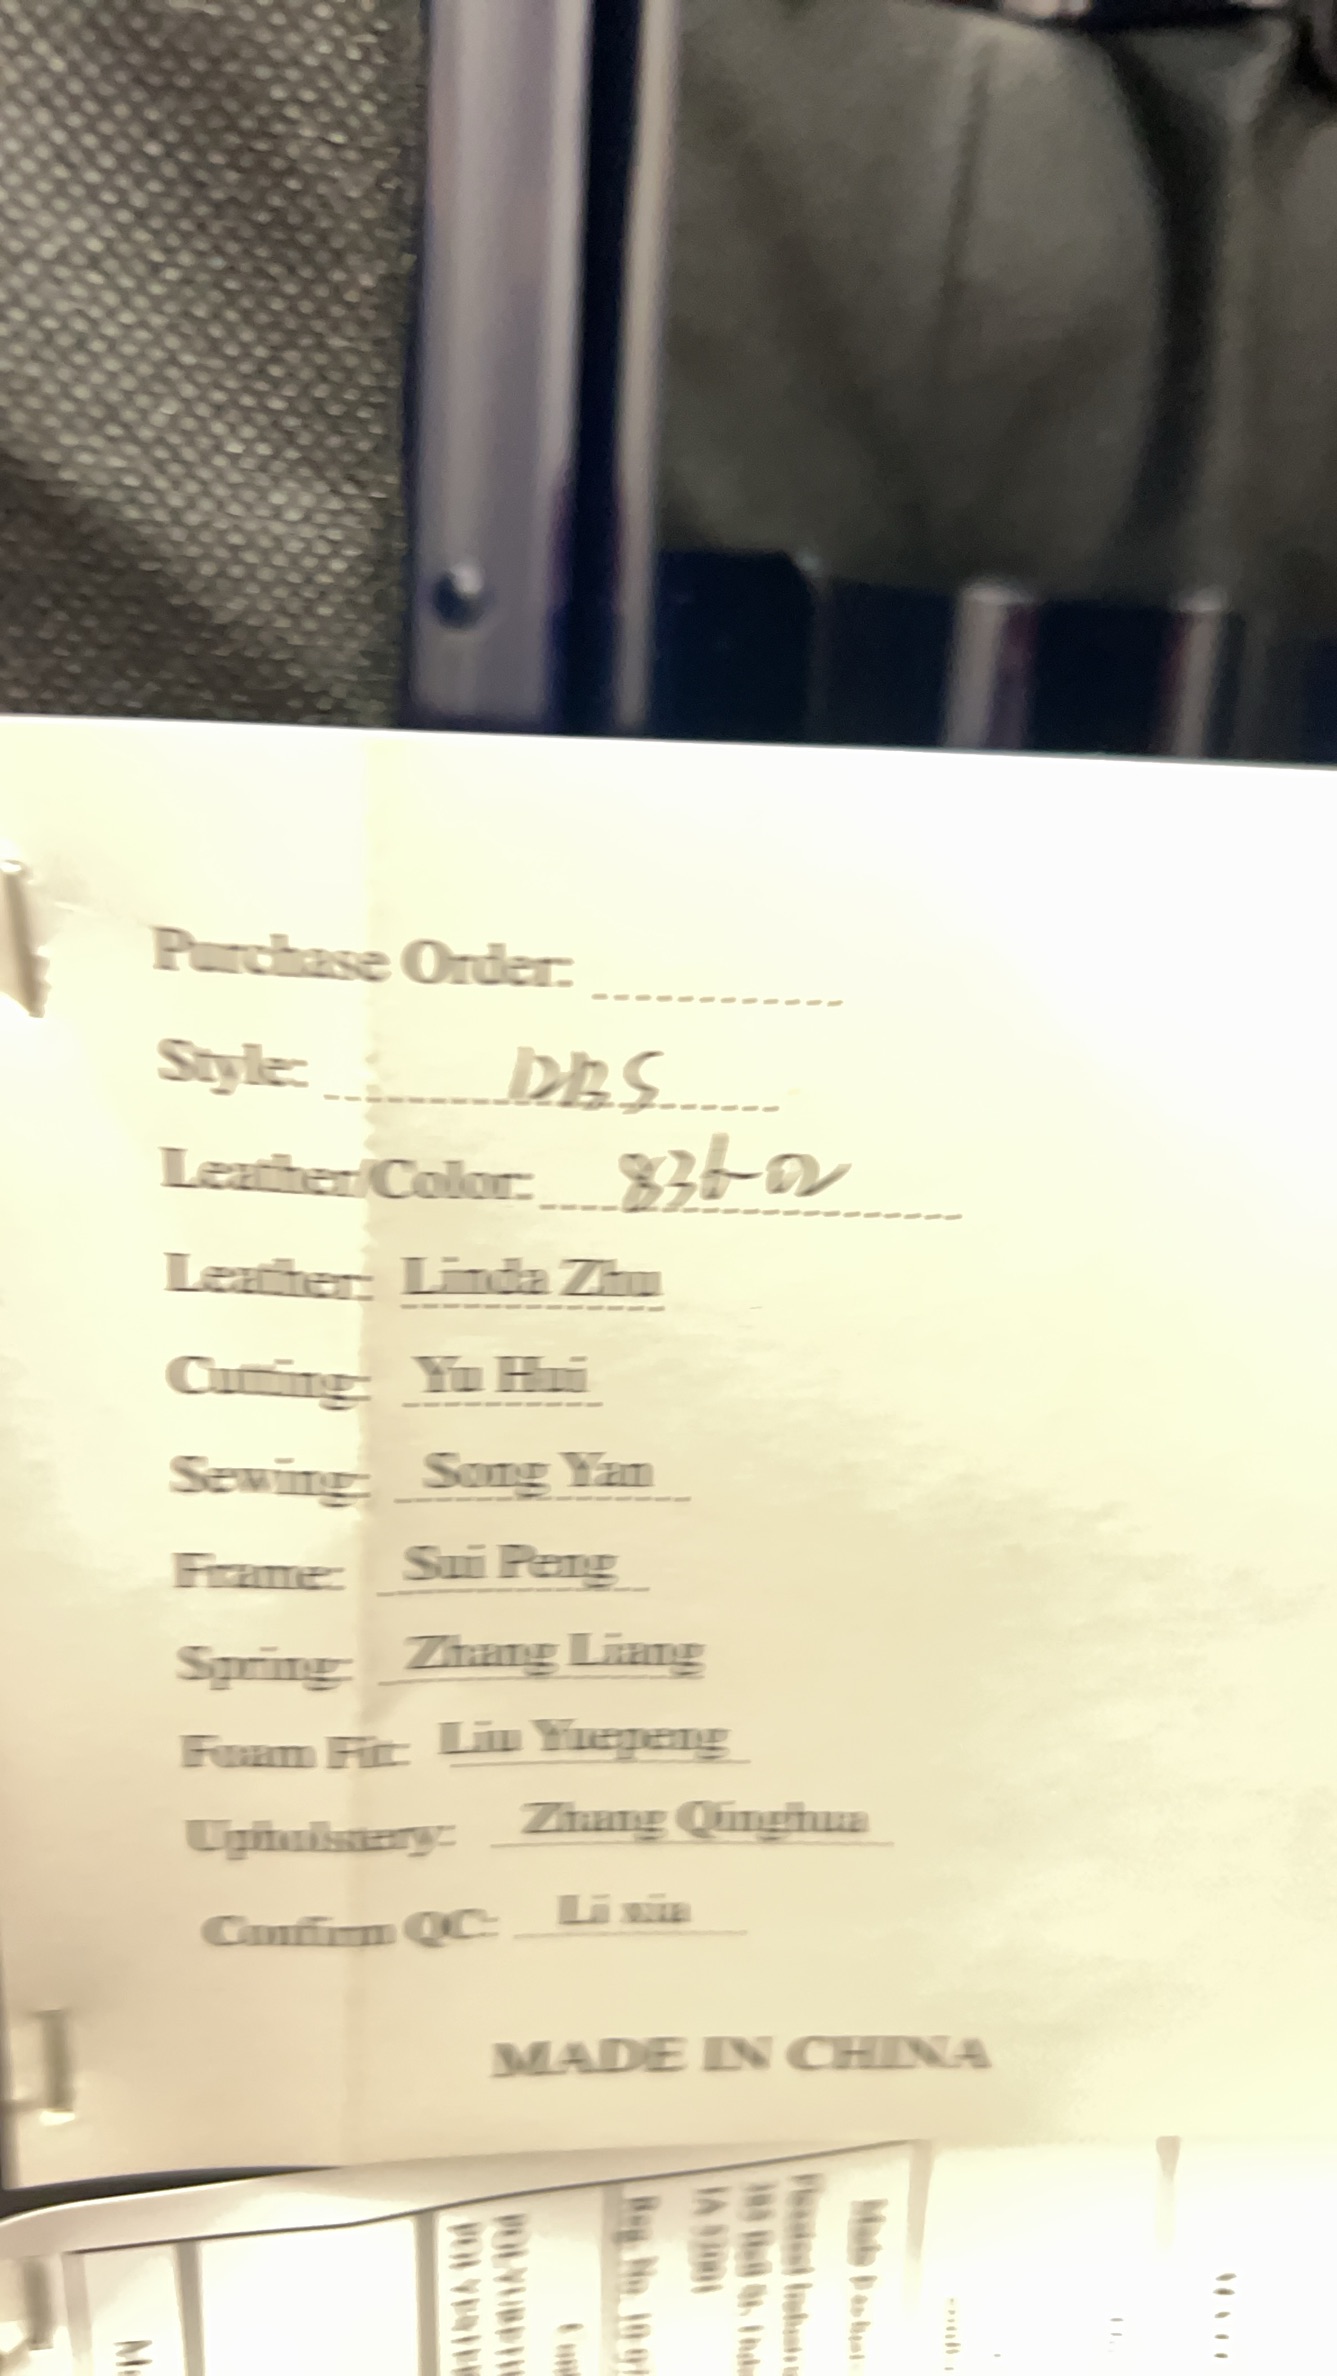 Purchase Order:
Style: DBS
Leather/Color: 836-02
Leather: Linda Zhu
Cutting: Yu Hui
Sewing: Song Yan
Frame: Sui Peng
Spring: Zhang Liang
Foam Fit: Liu Yuepeng
Upholstery: Zhang Qinghua
Confirm QC: Li xia
MADE IN CHINA